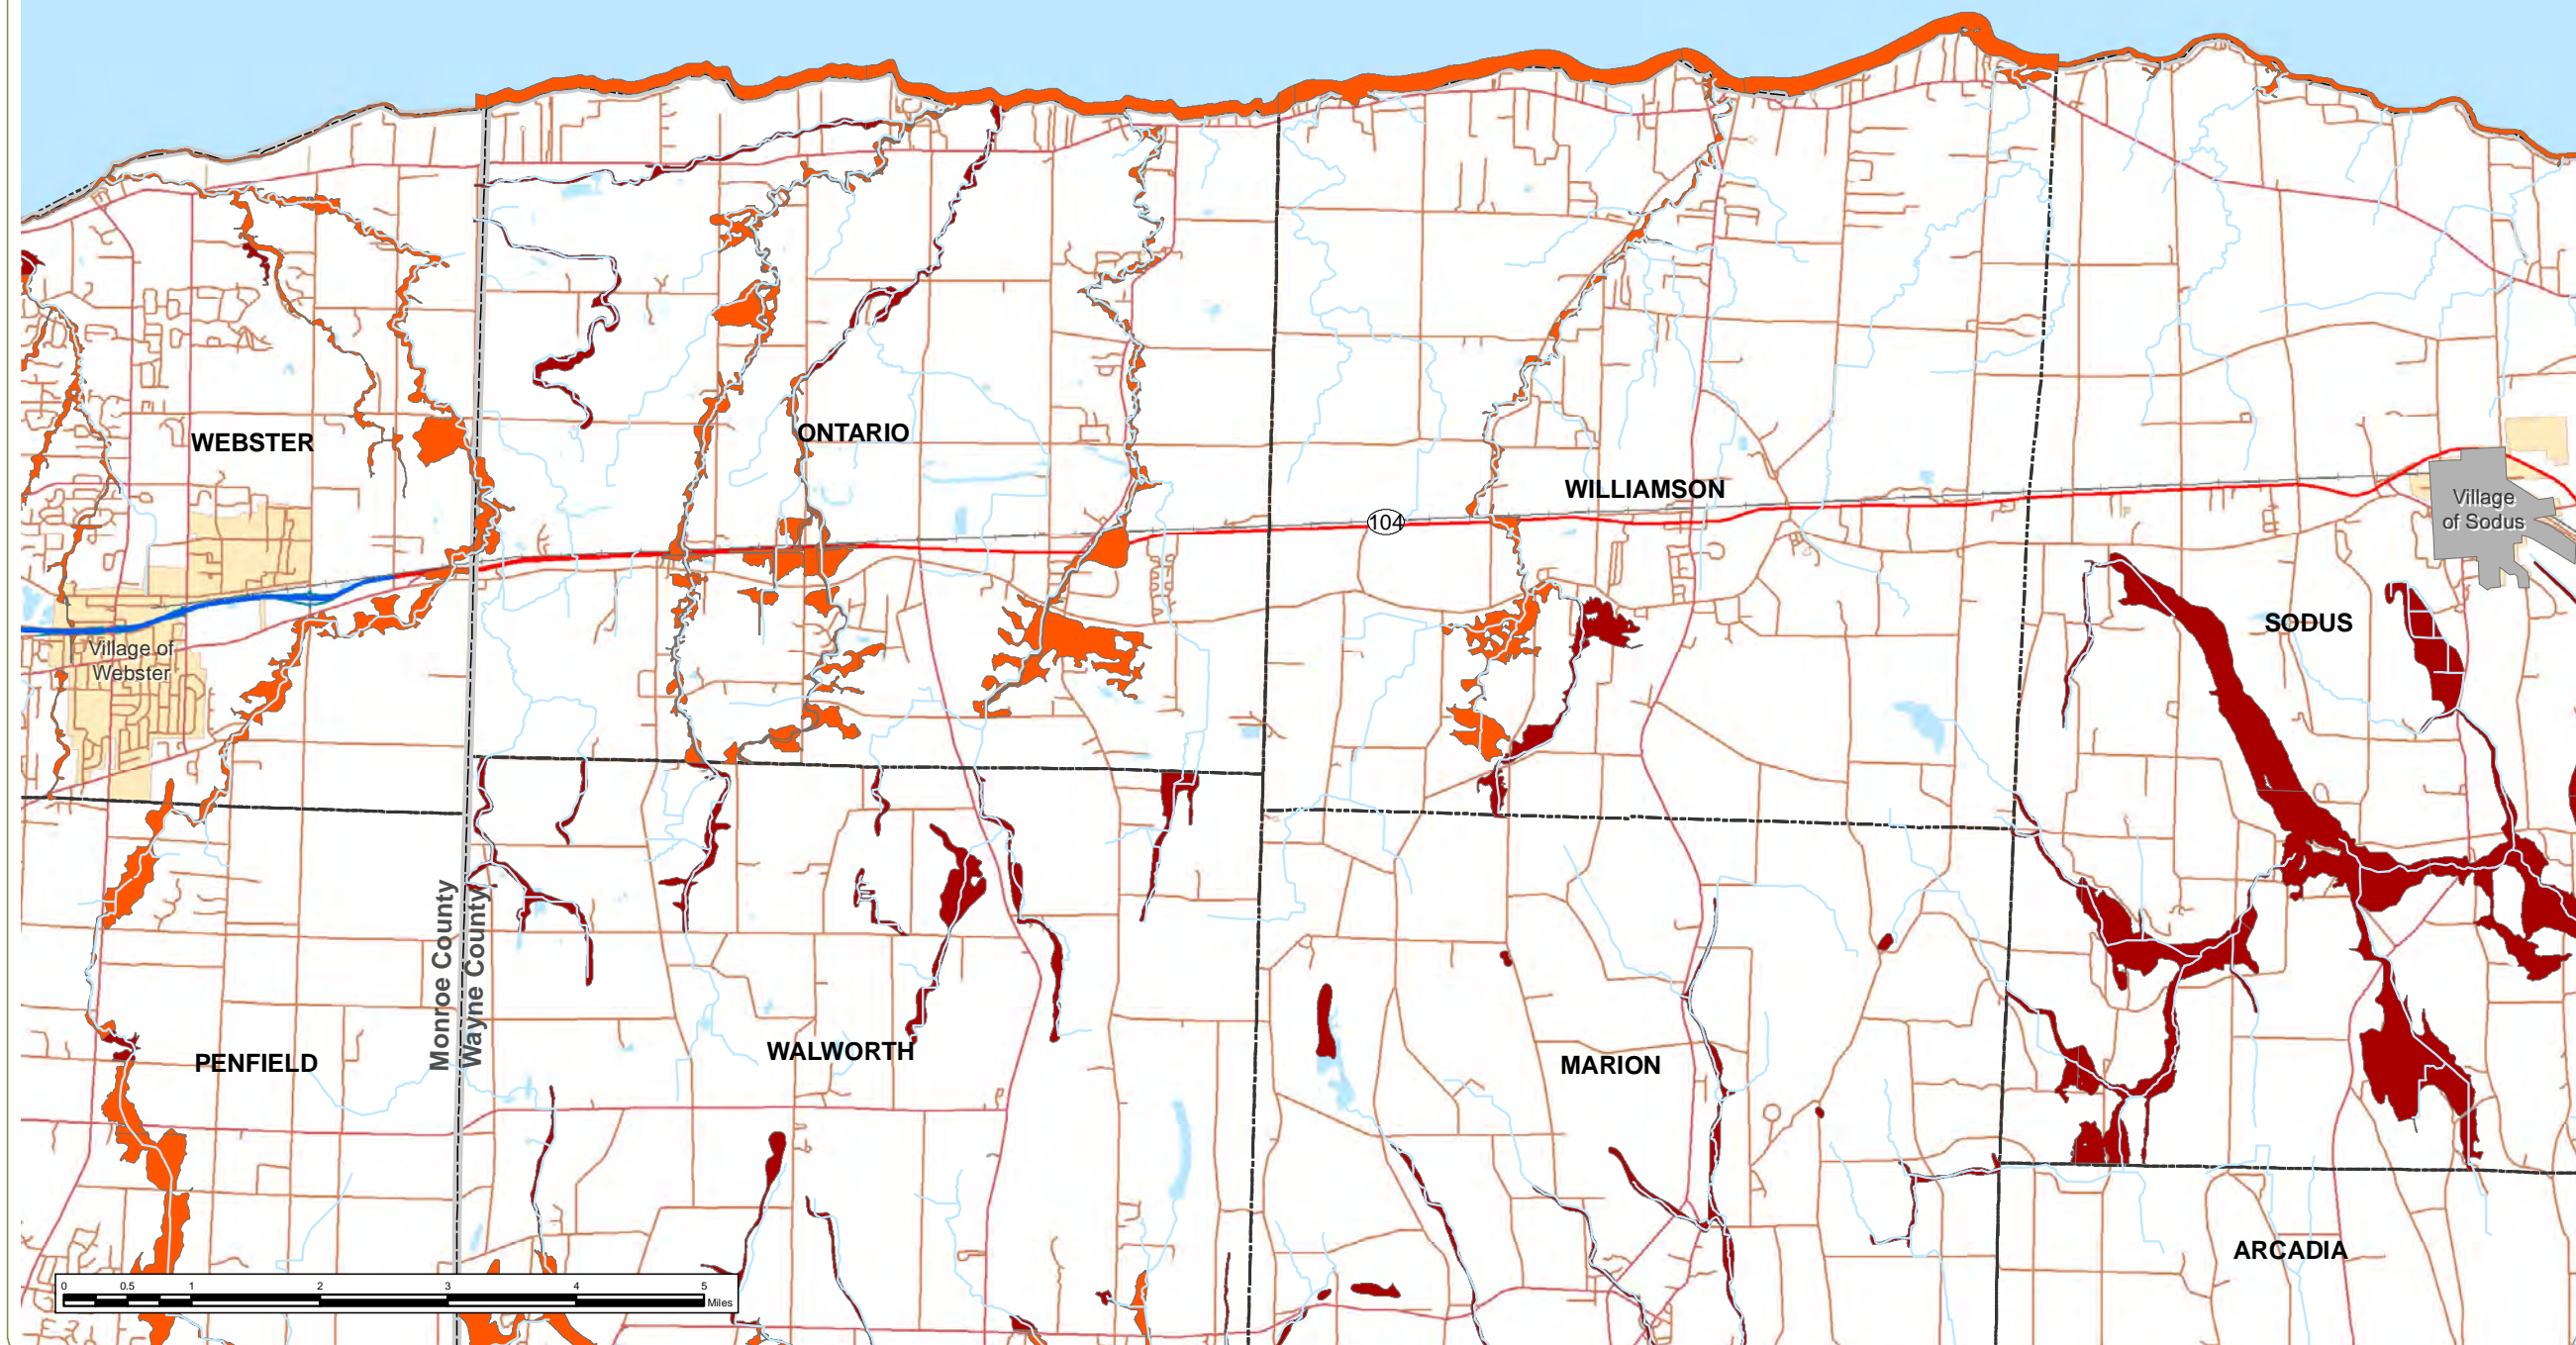 WEBSTER
ONTARIO
WILLIAMSON
104
Village
of Sodus
SODUS
Village of
Webster
Monroe County
Wayne County
PENFIELD
WALWORTH
MARION
ARCADIA
0 0.5 1 2 3 4 5
Miles